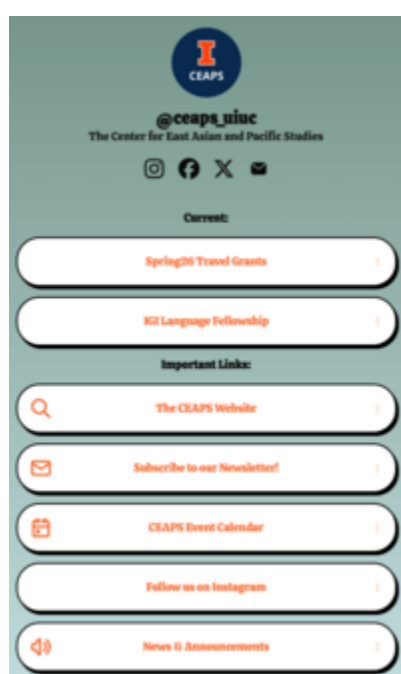 I
CEAPS
@ceaps_uiuc
The Center for East Asian and Pacific Studies
Current:
Spring26 Travel Grants
IGI Language Fellowship
Important Links:
The CEAPS Website
Subscribe to our Newsletter!
CEAPS Event Calendar
Follow us on Instagram
News & Announcements